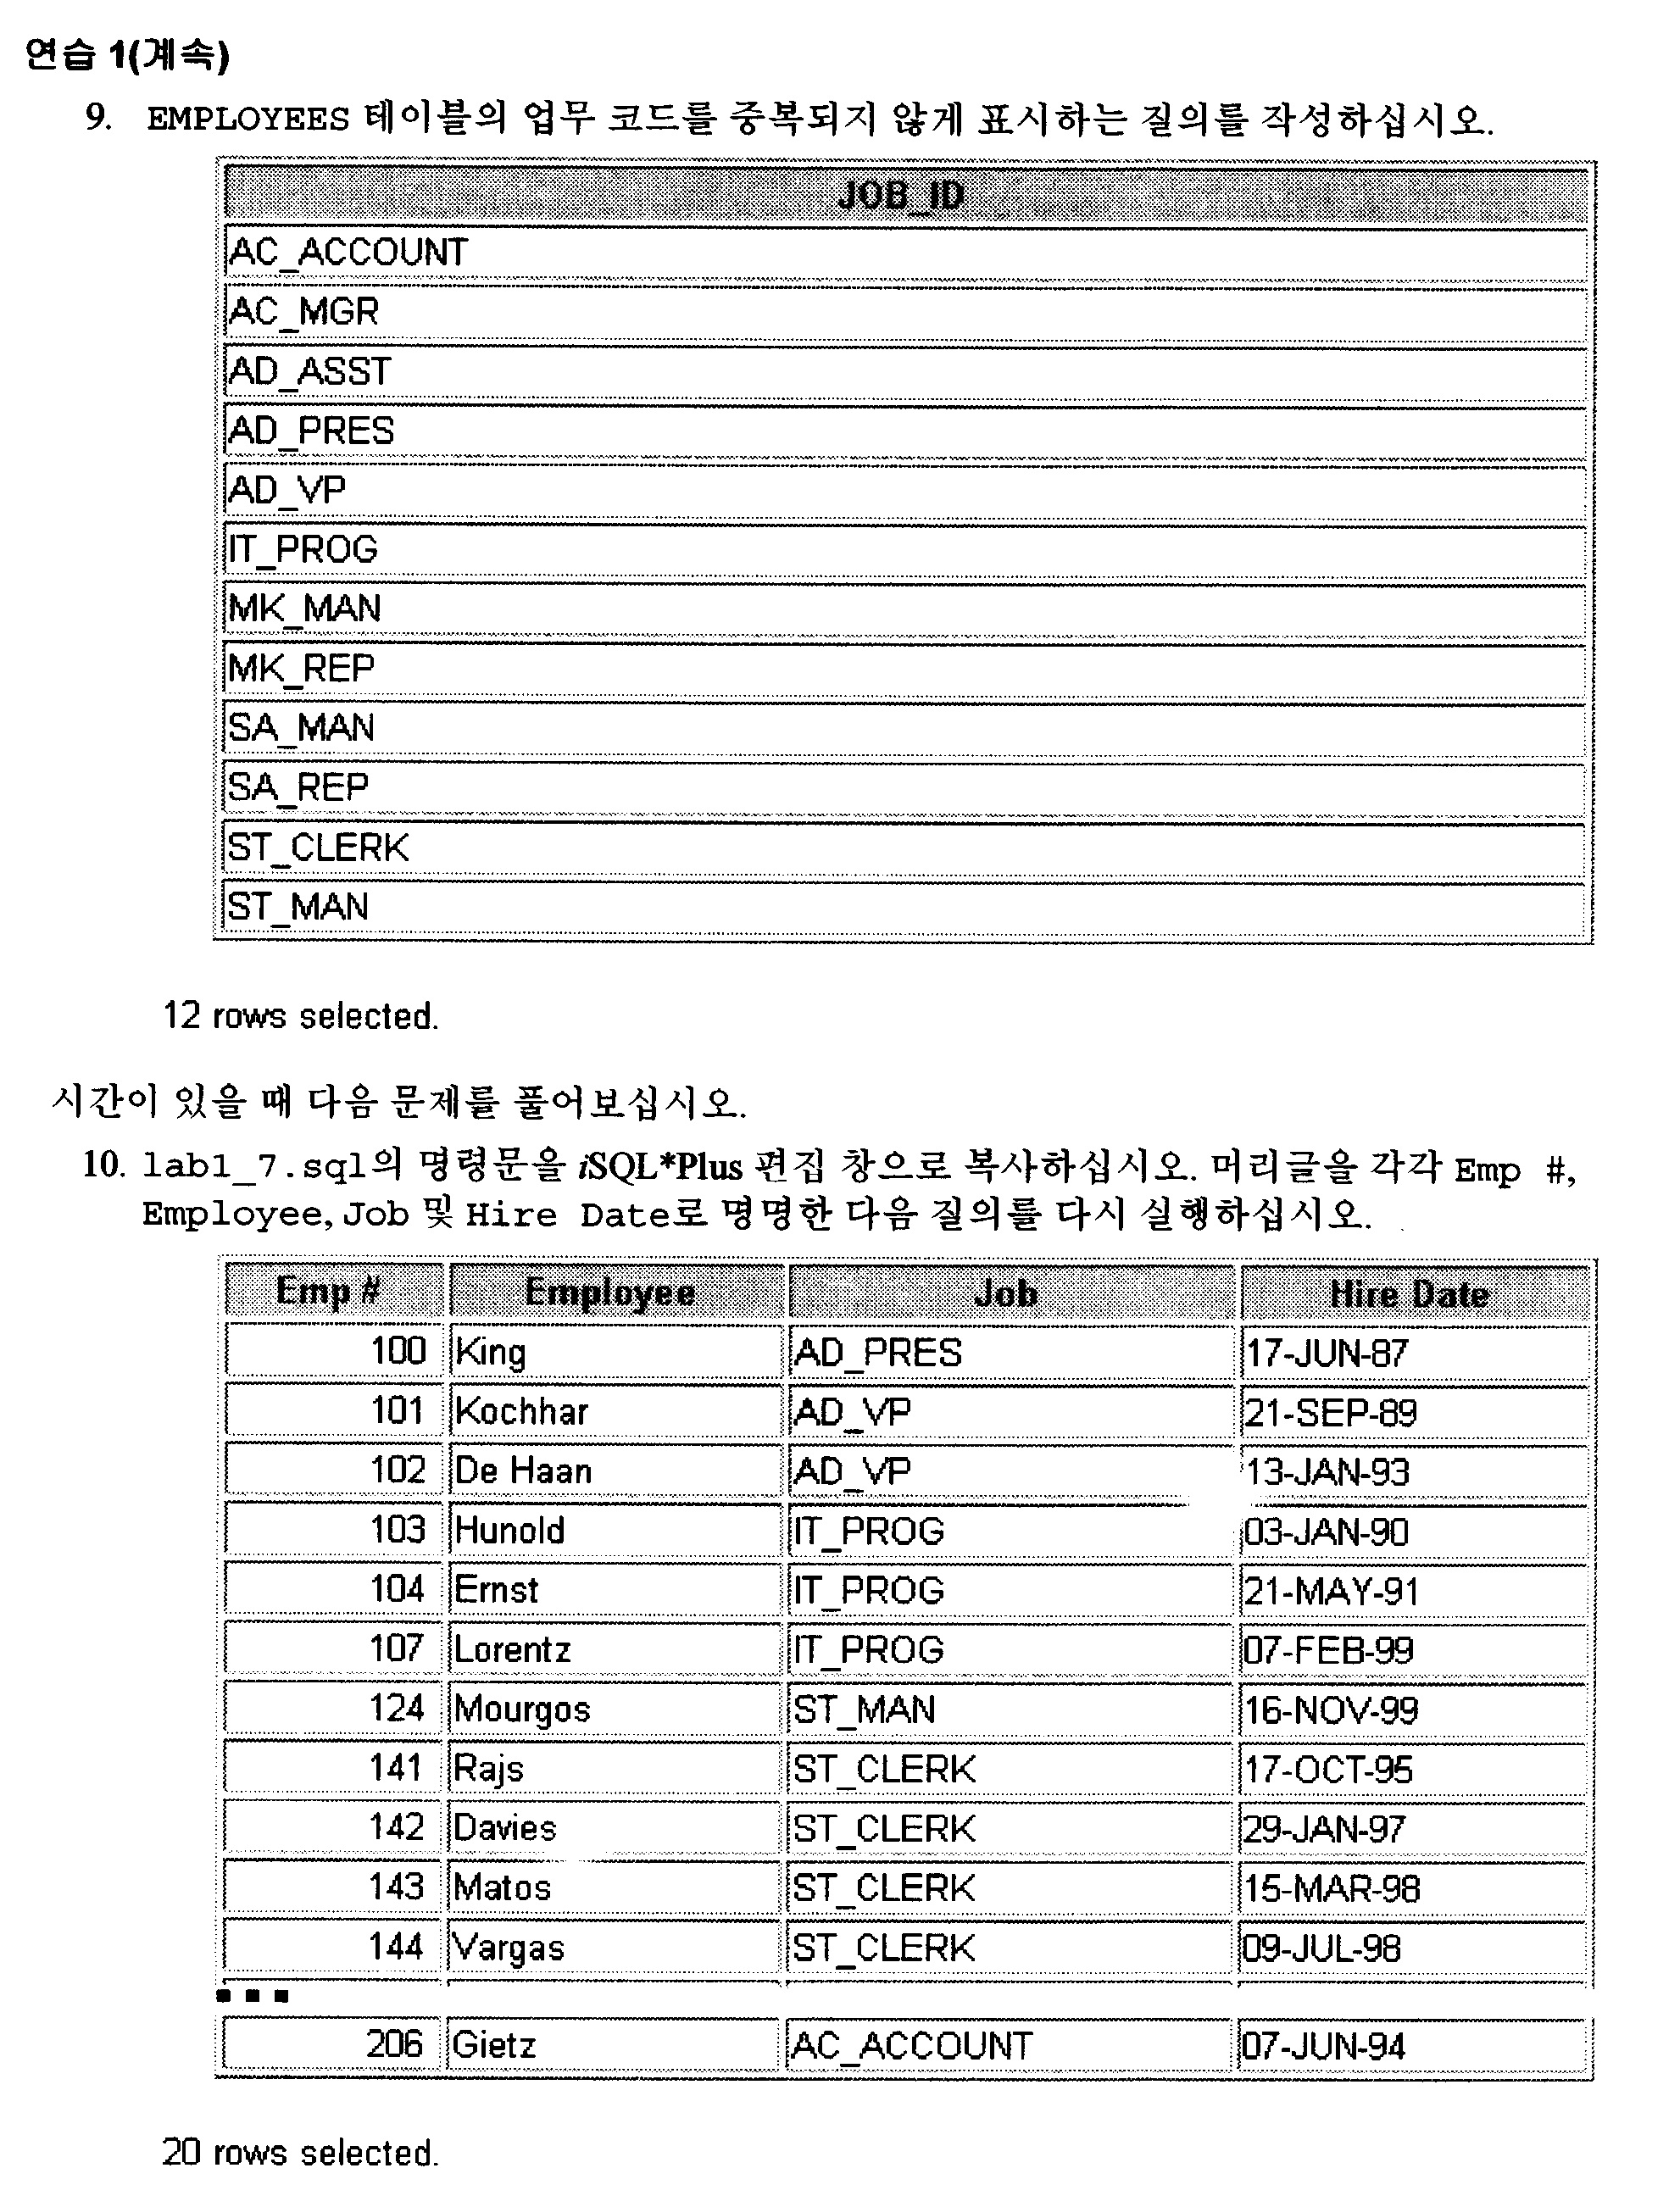 연습 1(계속)
9. EMPLOYEES 테이블의 업무 코드를 중복되지 않게 표시하는 질의를 작성하십시오.
JOB_ID
AC_ACCOUNT
AC_MGR
AD_ASST
AD_PRES
AD_VP
IT_PROG
MK_MAN
MK_REP
SA_MAN
SA_REP
ST_CLERK
ST_MAN
12 rows selected.
시간이 있을 때 다음 문제를 풀어보십시오.
10. lab1_7.sql의 명령문을 iSQL*Plus 편집 창으로 복사하십시오. 머리글을 각각 Emp #,
Employee, Job 및 Hire Date로 명명한 다음 질의를 다시 실행하십시오.
Emp # Employee Job Hire Date
100 King AD_PRES 17-JUN-87
101 Kochhar AD_VP 21-SEP-89
102 De Haan AD_VP 13-JAN-93
103 Hunold IT_PROG 03-JAN-90
104 Ernst IT_PROG 21-MAY-91
107 Lorentz IT_PROG 07-FEB-99
124 Mourgos ST_MAN 16-NOV-99
141 Rajs ST_CLERK 17-OCT-95
142 Davies ST_CLERK 29-JAN-97
143 Matos ST_CLERK 15-MAR-98
144 Vargas ST_CLERK 09-JUL-98
...
206 Gietz AC_ACCOUNT 07-JUN-94
20 rows selected.